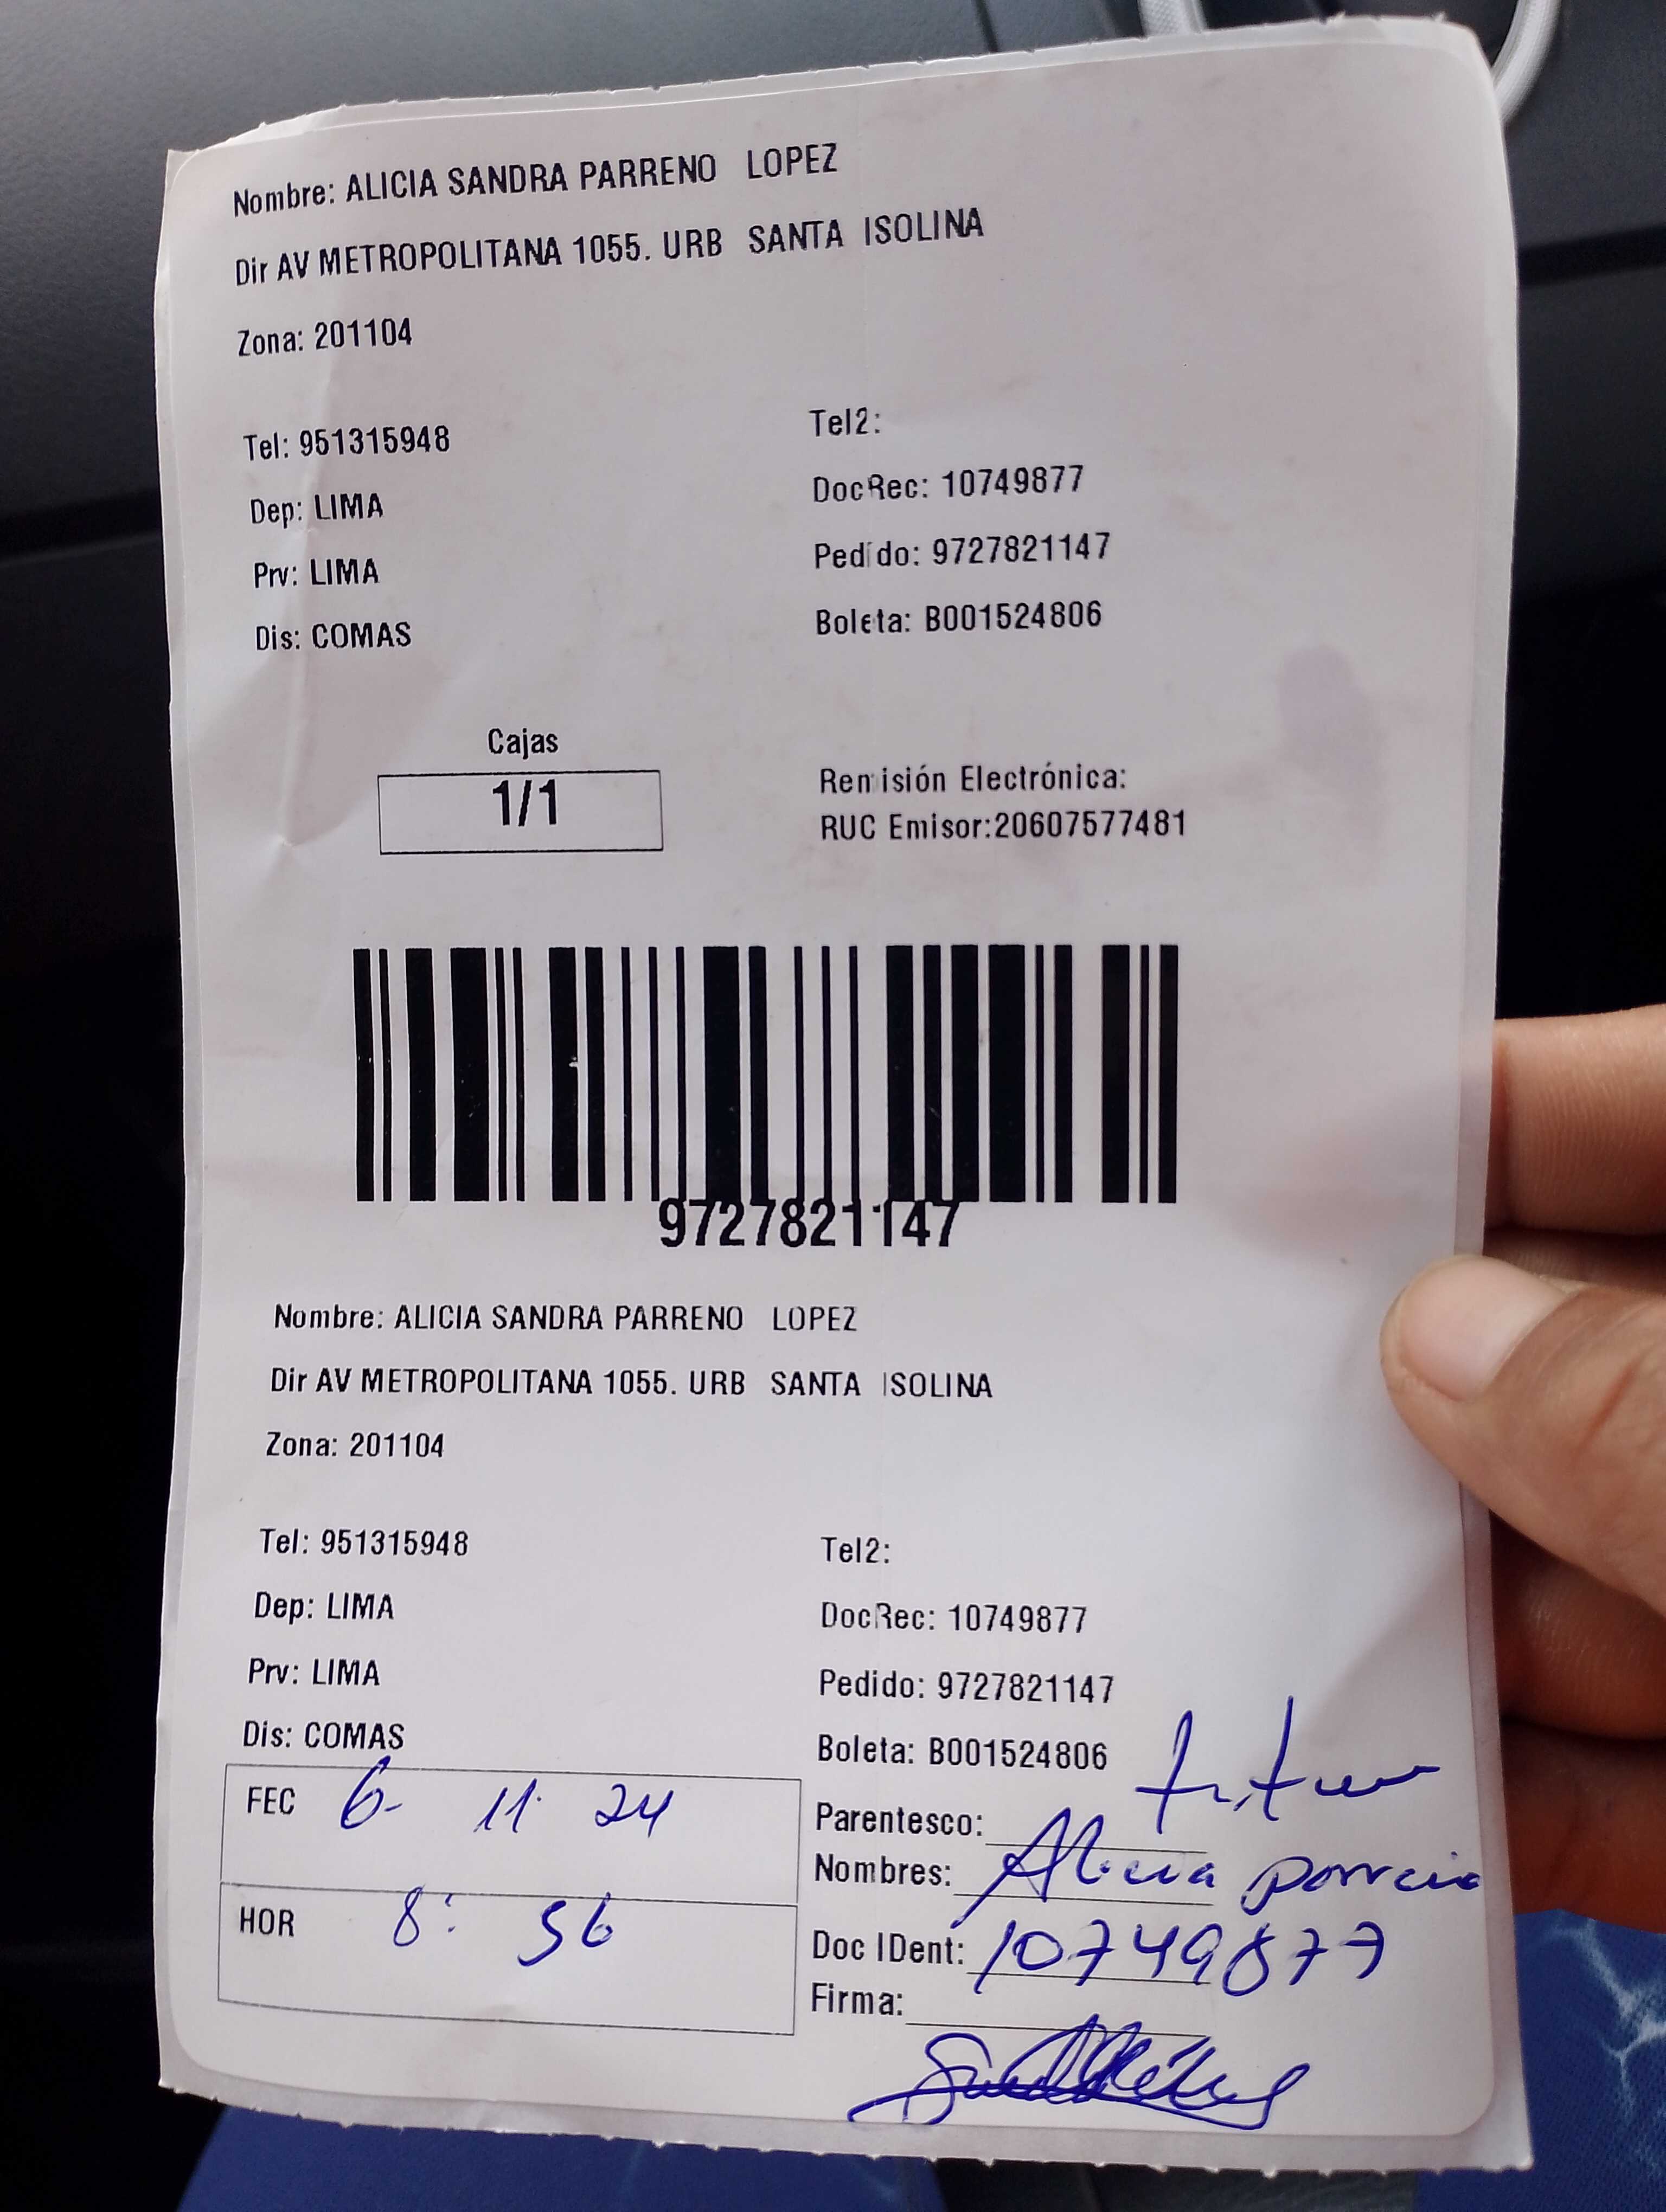 Nombre: ALICIA SANDRA PARRENO LOPEZ
Dir AV METROPOLITANA 1055. URB SANTA ISOLINA
Zona: 201104
Tel: 951315948
Dep: LIMA
Prv: LIMA
Dis: COMAS
Tel2:
DocRec: 10749877
Pedido: 9727821147
Boleta: B001524806
Cajas
1/1
Remisión Electrónica:
RUC Emisor:20607577481
9727821147
Nombre: ALICIA SANDRA PARRENO LOPEZ
Dir AV METROPOLITANA 1055. URB SANTA ISOLINA
Zona: 201104
Tel: 951315948
Dep: LIMA
Prv: LIMA
Dis: COMAS
FEC 6- 11. 24
HOR 8: 56
Tel2:
DocRec: 10749877
Pedido: 9727821147
Boleta: B001524806
Parentesco:
Nombres: Alicia
Doc IDent: 10749877
Firma: